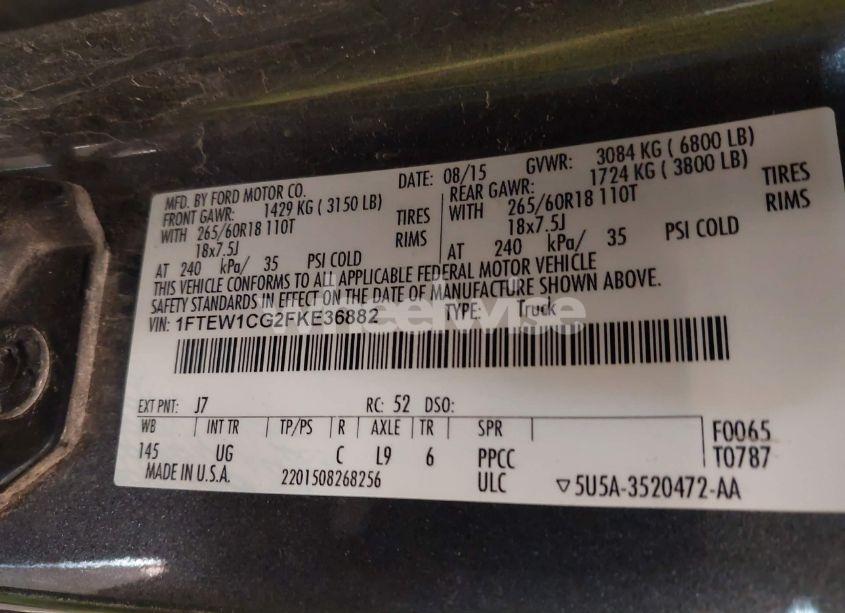 MFD. BY FORD MOTOR CO. DATE: 08/15 GVWR: 3084 KG ( 6800 LB)
FRONT GAWR: 1429 KG ( 3150 LB) REAR GAWR: 1724 KG ( 3800 LB)
WITH 265/60R18 110T TIRES WITH 265/60R18 110T TIRES
18x7.5J RIMS 18x7.5J RIMS
AT 240 kPa/ 35 PSI COLD AT 240 kPa/ 35 PSI COLD
THIS VEHICLE CONFORMS TO ALL APPLICABLE FEDERAL MOTOR VEHICLE
SAFETY STANDARDS IN EFFECT ON THE DATE OF MANUFACTURE SHOWN ABOVE.
VIN: 1FTEW1CG2FKE36882 TYPE: Truck
EXT PNT: J7 RC: 52 DSO:
WB INT TR TP/PS R AXLE TR SPR F0065
145 UG C L9 6 PPCC T0787
MADE IN U.S.A. 2201508268256 ULC ▽5U5A-3520472-AA